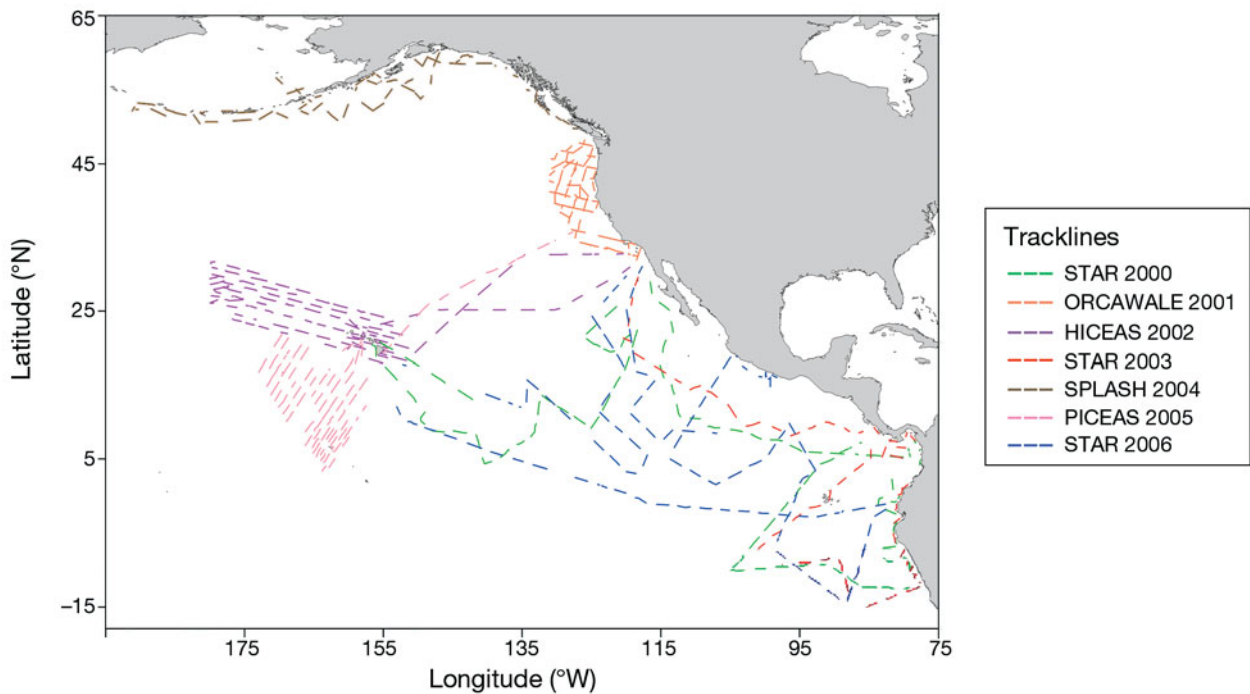 65
45
25
5
−15
Latitude (°N)
175
155
135
115
95
75
Longitude (°W)
Tracklines
STAR 2000
ORCAWALE 2001
HICEAS 2002
STAR 2003
SPLASH 2004
PICEAS 2005
STAR 2006